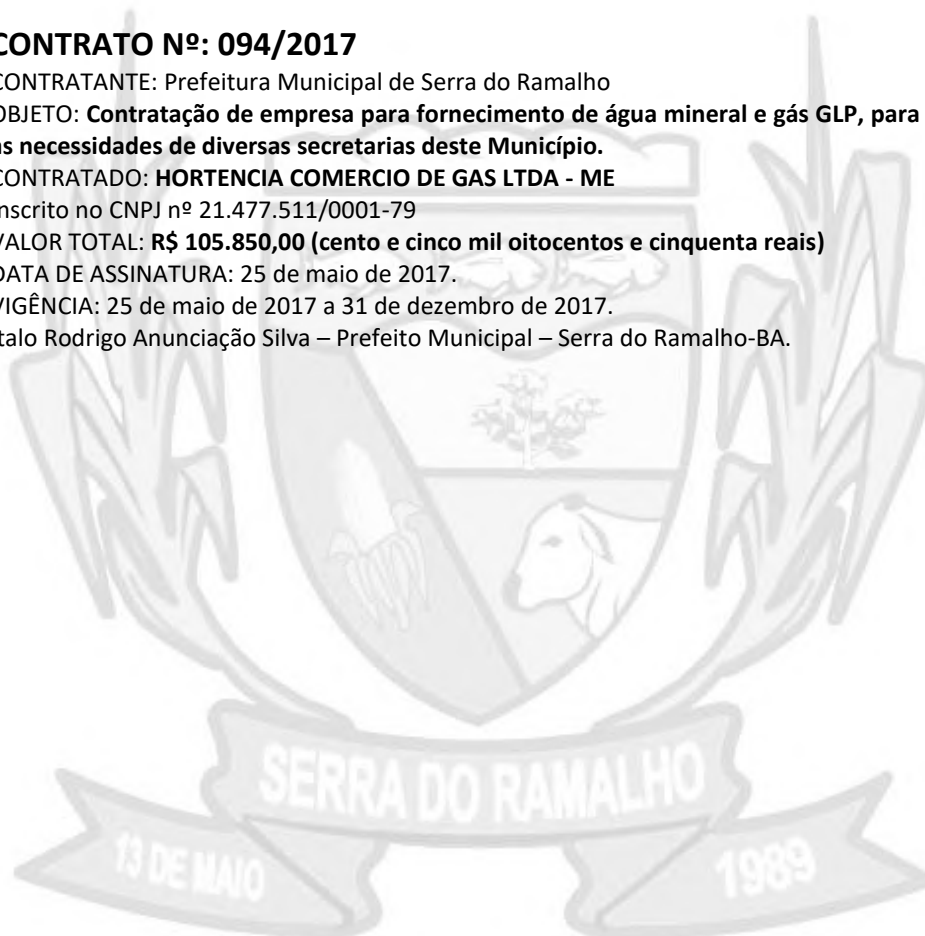 CONTRATO Nº: 094/2017
CONTRATANTE: Prefeitura Municipal de Serra do Ramalho
OBJETO: Contratação de empresa para fornecimento de água mineral e gás GLP, para
as necessidades de diversas secretarias deste Município.
CONTRATADO: HORTENCIA COMERCIO DE GAS LTDA - ME
nscrito no CNPJ nº 21.477.511/0001-79
VALOR TOTAL: R$ 105.850,00 (cento e cinco mil oitocentos e cinquenta reais)
DATA DE ASSINATURA: 25 de maio de 2017.
VIGÊNCIA: 25 de maio de 2017 a 31 de dezembro de 2017.
talo Rodrigo Anunciação Silva – Prefeito Municipal – Serra do Ramalho-BA.
SERRA DO RAMALHO
13 DE MAIO
1989